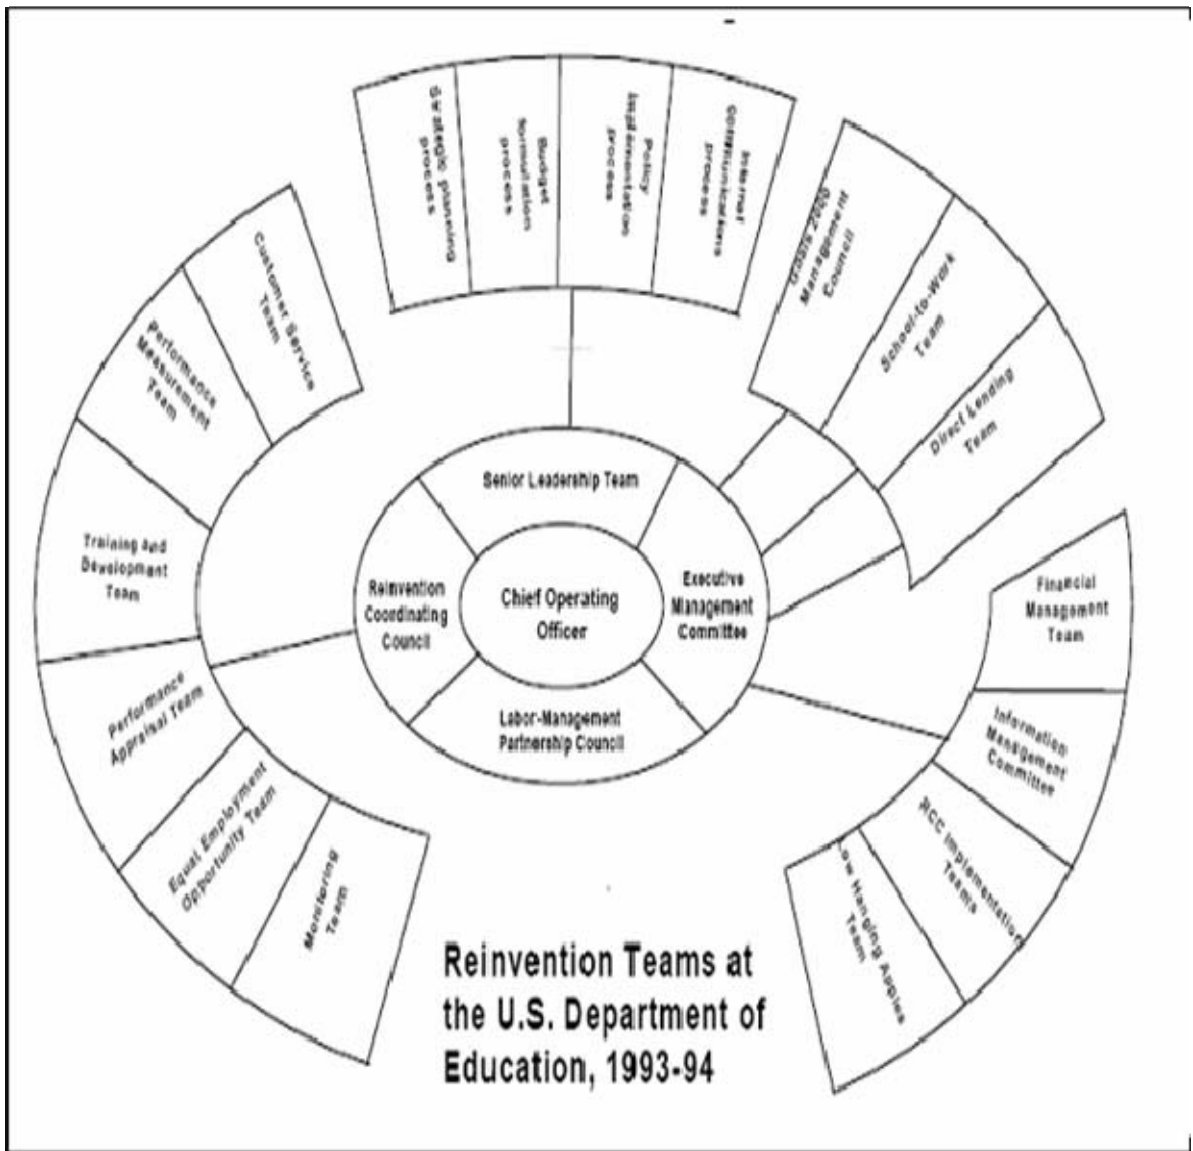 Strategic planning
process
Budget
formulation
process
Policy
implementation
process
Internal
communications
process
Goals 2000
Management
Council
School-to-Work
Team
Direct Lending
Team
Customer Service
Team
Performance
Measurement
Team
Training and
Development
Team
Performance
Appraisal Team
Equal Employment
Opportunity Team
Monitoring
Team
Senior Leadership Team
Reinvention
Coordinating
Council
Chief Operating
Officer
Executive
Management
Committee
Labor-Management
Partnership Council
Financial
Management
Team
Information
Management
Committee
RCC Implementation
Teams
Low Hanging Apples
Team
Reinvention Teams at
the U.S. Department of
Education, 1993-94